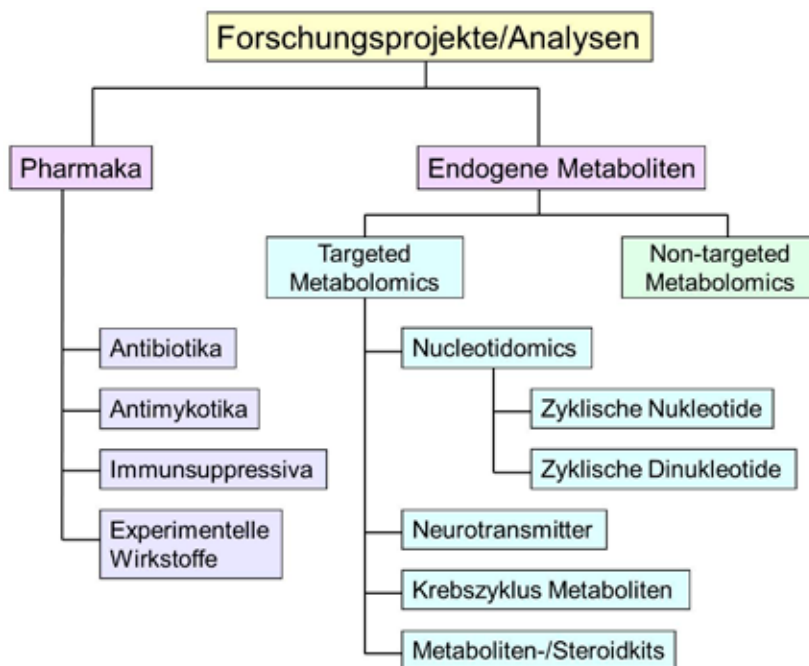 Forschungsprojekte/Analysen
Pharmaka
Endogene Metaboliten
Targeted
Metabolomics
Non-targeted
Metabolomics
Antibiotika
Antimykotika
Immunsuppressiva
Experimentelle
Wirkstoffe
Nucleotidomics
Zyklische Nukleotide
Zyklische Dinukleotide
Neurotransmitter
Krebszyklus Metaboliten
Metaboliten-/Steroidkits